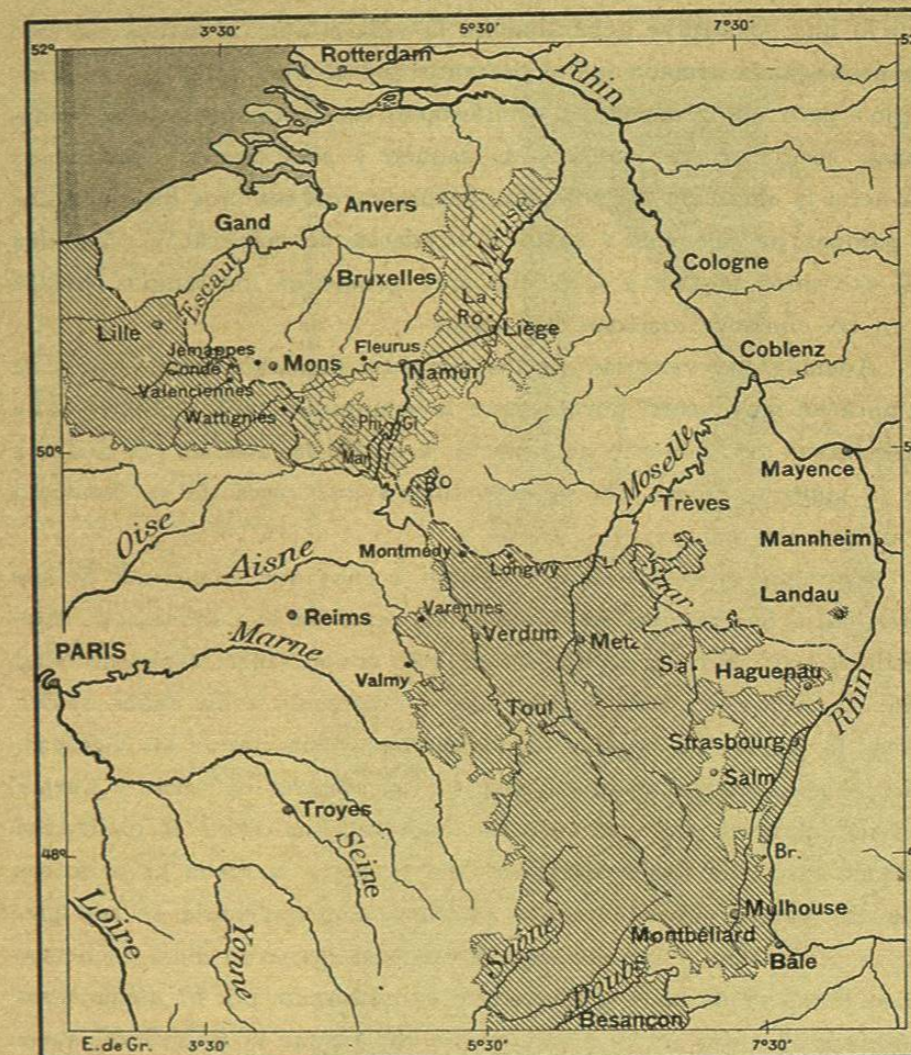 3°30' 5°30' 7°30'
52°
Rotterdam
Rhin
Gand
Anvers
Meuse
Escaut
Bruxelles
Cologne
La
Ro
Lille
Liège
Jemappes
Fleurus
Coblenz
Condé
Mons
Namur
Valenciennes
Wattignies
Phi
Gi
50°
Mar
Moselle
Mayence
BO
Trèves
Oise
Mannheim
Aisne
Montmédy
Longwy
Sarr
Landau
Reims
Varennes
Verdun
Metz
Marne
PARIS
Valmy
Sa
Haguenau
Rhin
Toul
Strasbourg
Salm
Troyes
Seine
48°
Br.
Loire
Yonne
Mulhouse
Saône
Montbéliard
Doubs
Bâle
Besançon
E. de Gr. 3°30' 5°30' 7°30'